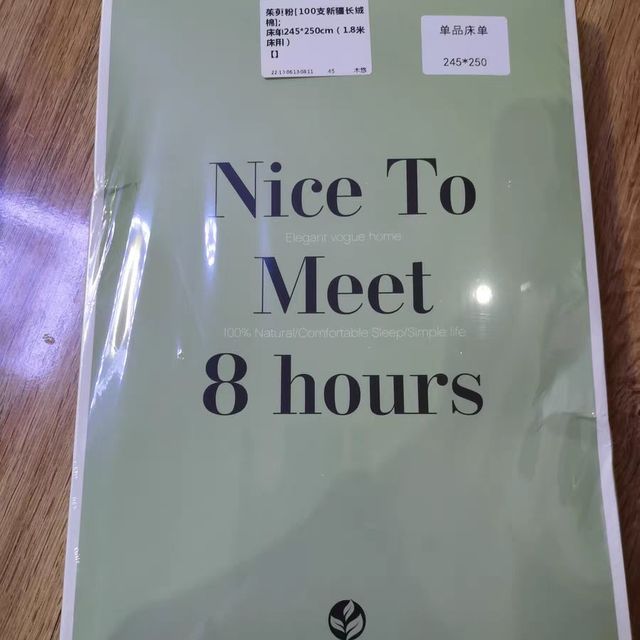 茱萸粉[100支新疆长绒
棉];
床单245*250cm（1.8米
床用）
[]
单品床单
245*250
Nice To
Elegant vogue home
Meet
100% Natural/Comfortable Sleep/Simple life
8 hours